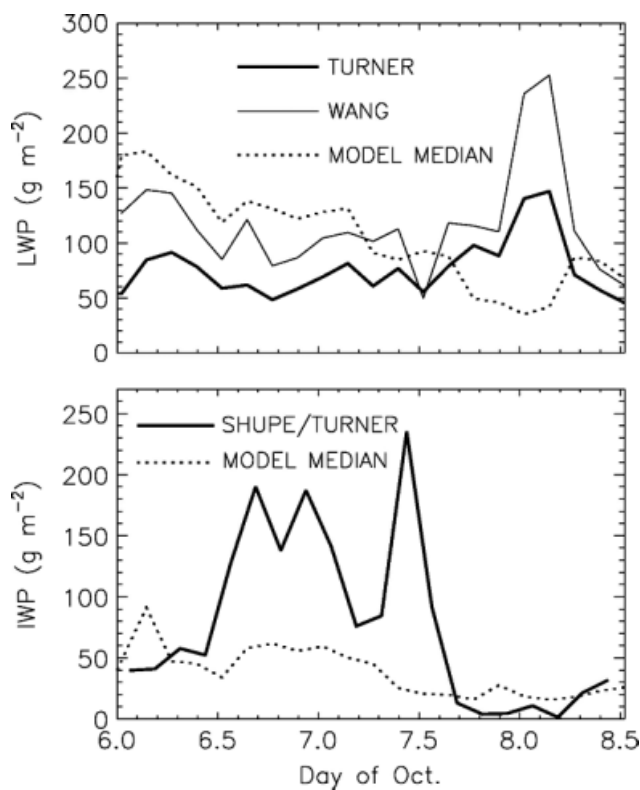 300
250
200
150
100
50
0
LWP (g m⁻²)
TURNER
WANG
MODEL MEDIAN
250
200
150
100
50
0
IWP (g m⁻²)
SHUPE/TURNER
MODEL MEDIAN
6.0 6.5 7.0 7.5 8.0 8.5
Day of Oct.